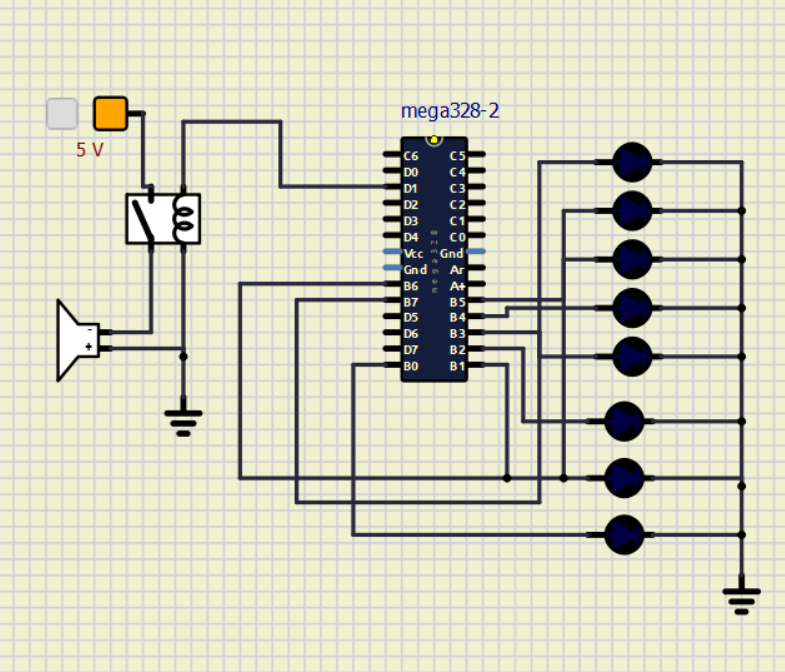 mega328-2
5 V
C6 C5
D0 C4
D1 C3
D2 C2
D3 C1
D4 C0
Vcc Gnd
Gnd Ar
B6 A+
B7 B5
D5 B4
D6 B3
D7 B2
B0 B1
mega328
-
+